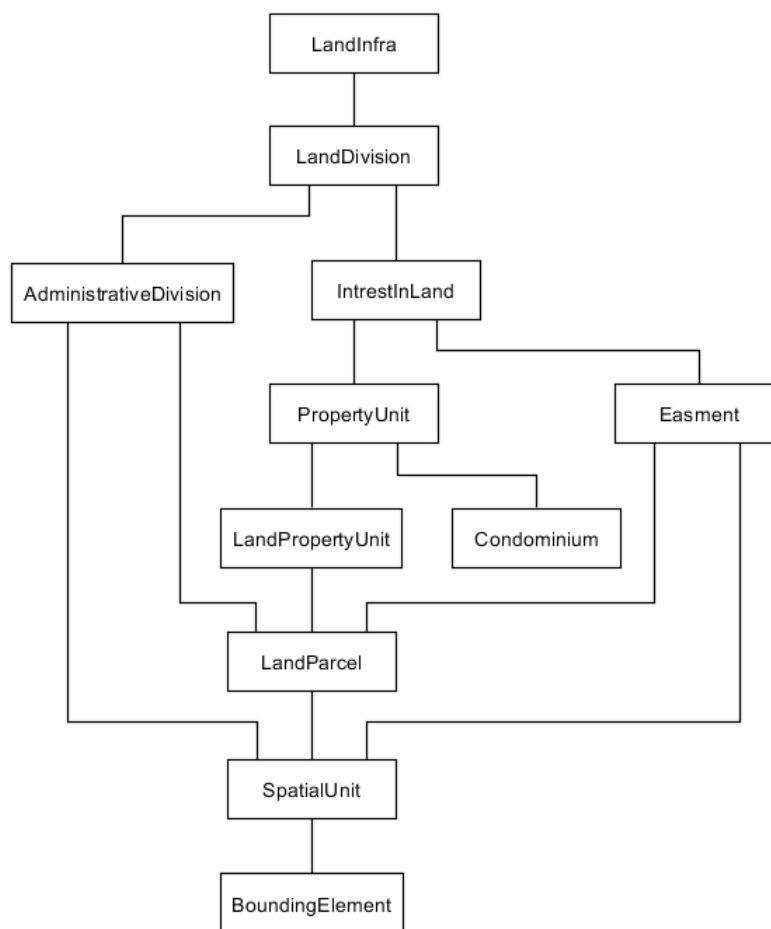 LandInfra
LandDivision
AdministrativeDivision
IntrestInLand
PropertyUnit
Easment
LandPropertyUnit
Condominium
LandParcel
SpatialUnit
BoundingElement